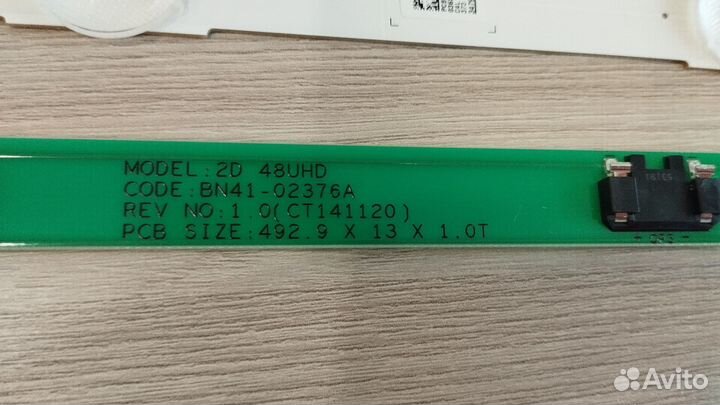 MODEL:2D 48UHD
CODE:BN41-02376A
REV NO:1.0(CT141120)
PCB SIZE:492.9 X 13 X 1.0T
Avito